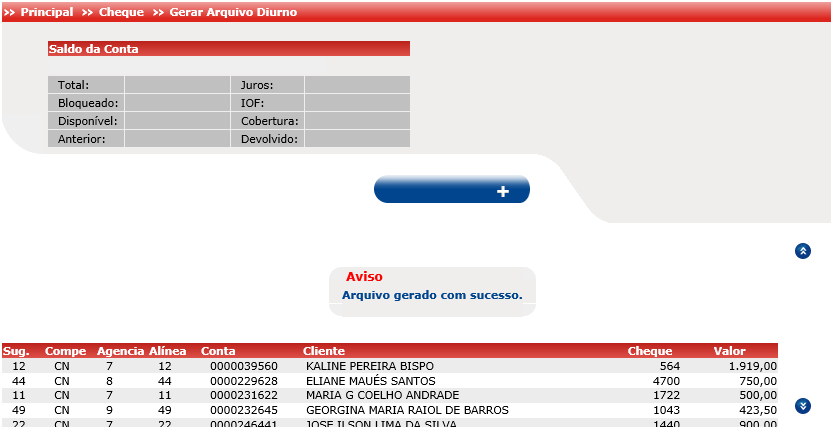 >> Principal >> Cheque >> Gerar Arquivo Diurno
Saldo da Conta
Total: Juros:
Bloqueado: IOF:
Disponível: Cobertura:
Anterior: Devolvido:
+
Aviso
Arquivo gerado com sucesso.
Sug. Compe Agencia Alínea Conta Cliente Cheque Valor
12 CN 7 12 0000039560 KALINE PEREIRA BISPO 564 1.919,00
44 CN 8 44 0000229628 ELIANE MAUÉS SANTOS 4700 750,00
11 CN 7 11 0000231622 MARIA G COELHO ANDRADE 1722 500,00
49 CN 9 49 0000232645 GEORGINA MARIA RAIOL DE BARROS 1043 423,50
22 CN 7 22 0000246441 JOSE ILSON LIMA DA SILVA 1440 900,00